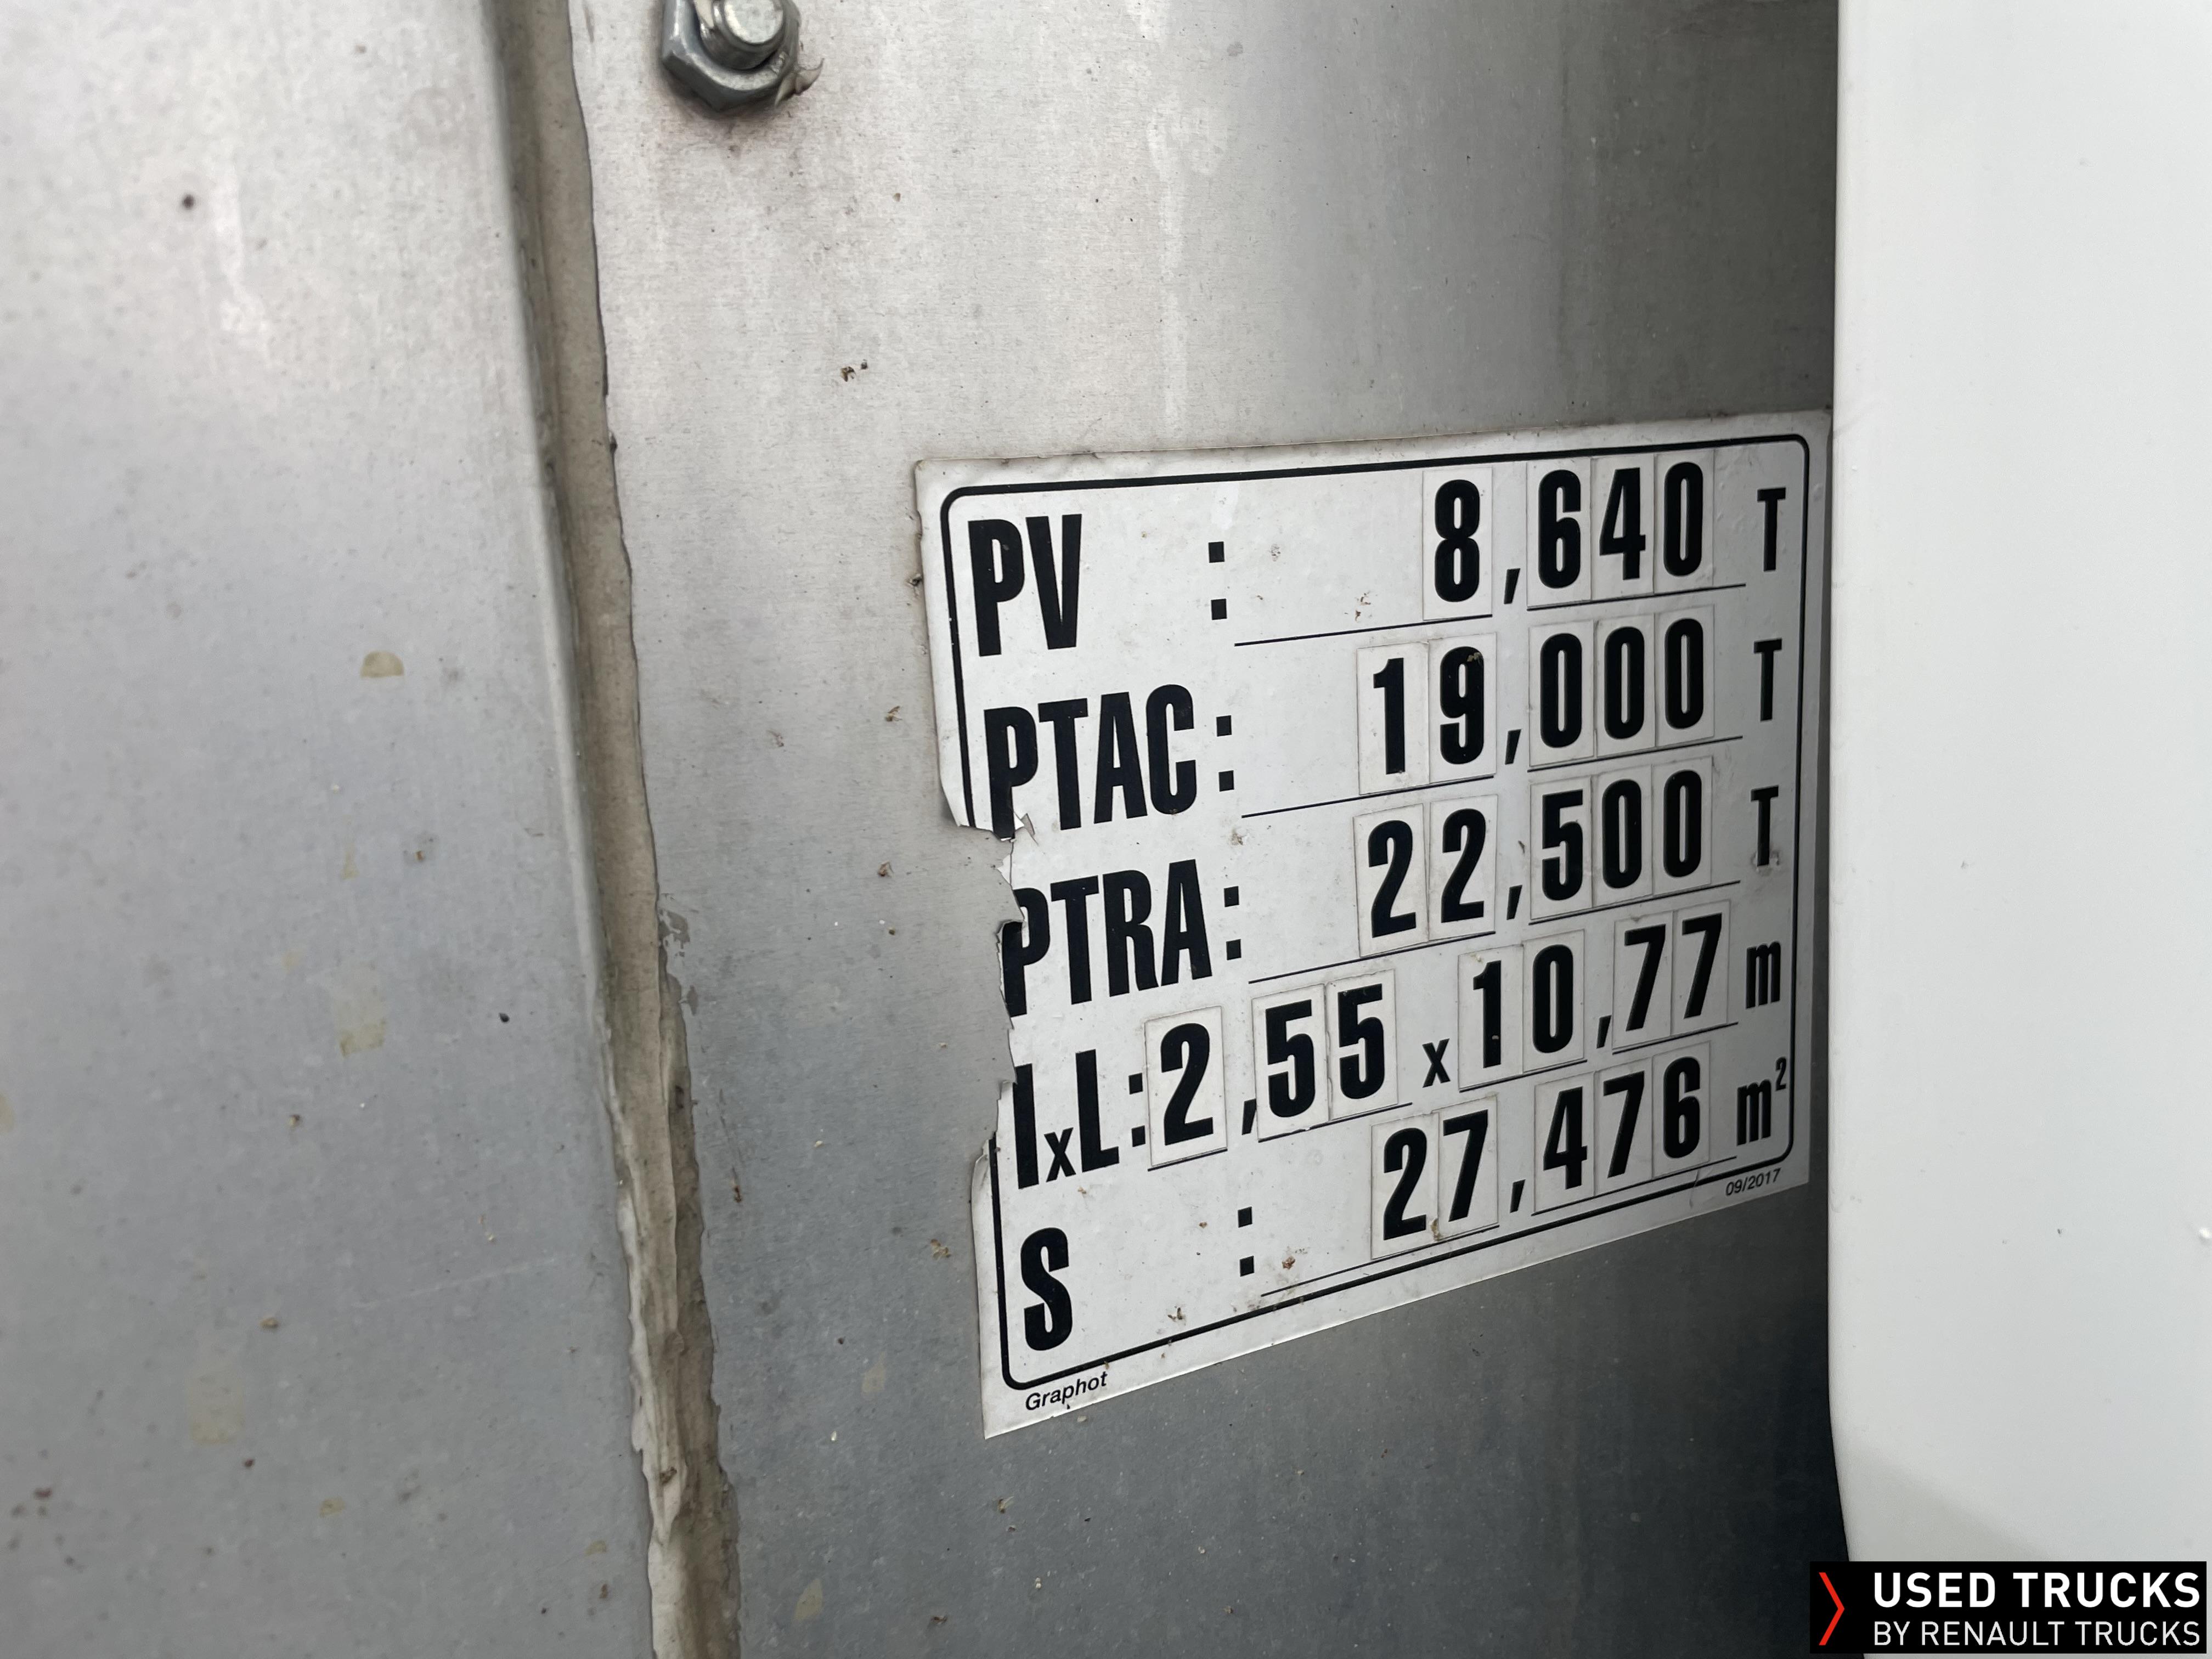 PV : 8,640 T
PTAC : 19,000 T
PTRA : 22,500 T
lxL : 2,55 x 10,77 m
S : 27,476 m²
Graphot 09/2017
USED TRUCKS
BY RENAULT TRUCKS